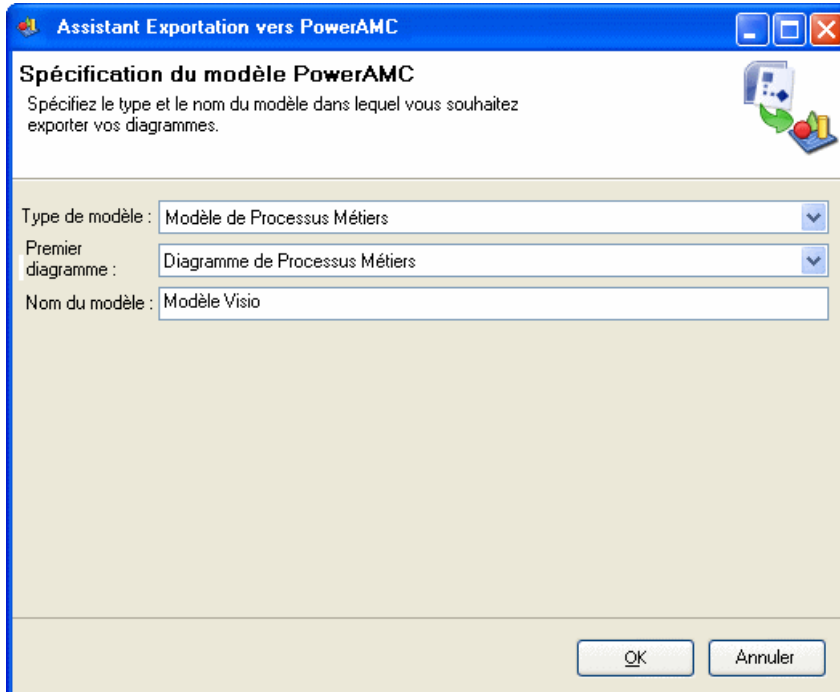 Assistant Exportation vers PowerAMC
Spécification du modèle PowerAMC
Spécifiez le type et le nom du modèle dans lequel vous souhaitez
exporter vos diagrammes.
Type de modèle : Modèle de Processus Métiers
Premier
diagramme : Diagramme de Processus Métiers
Nom du modèle : Modèle Visio
OK Annuler